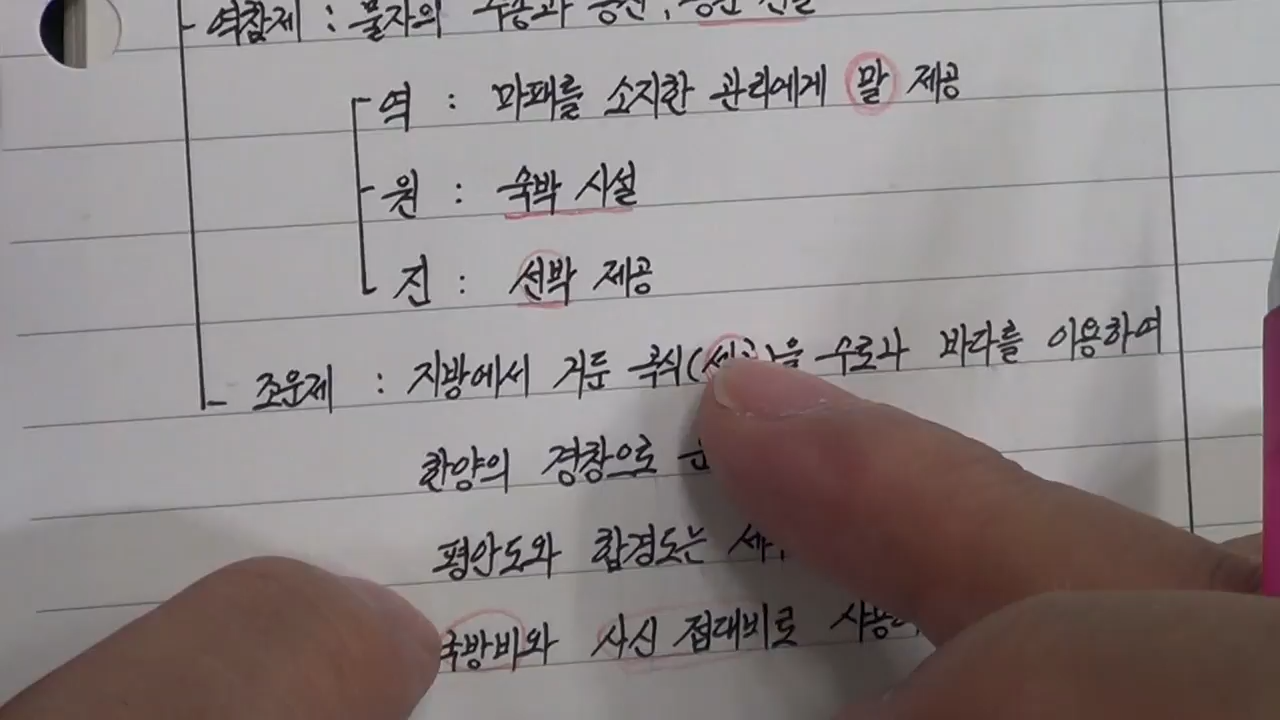 - 역참제 : 물자의 수송과 통신,
역 : 마패를 소지한 관리에게 말 제공
원 : 숙박 시설
진 : 선박 제공
- 조운제 : 지방에서 거둔 곡식( )을 수로와 바다를 이용하여
한양의 경창으로
평안도와 함경도는
국방비와 사신 접대비로